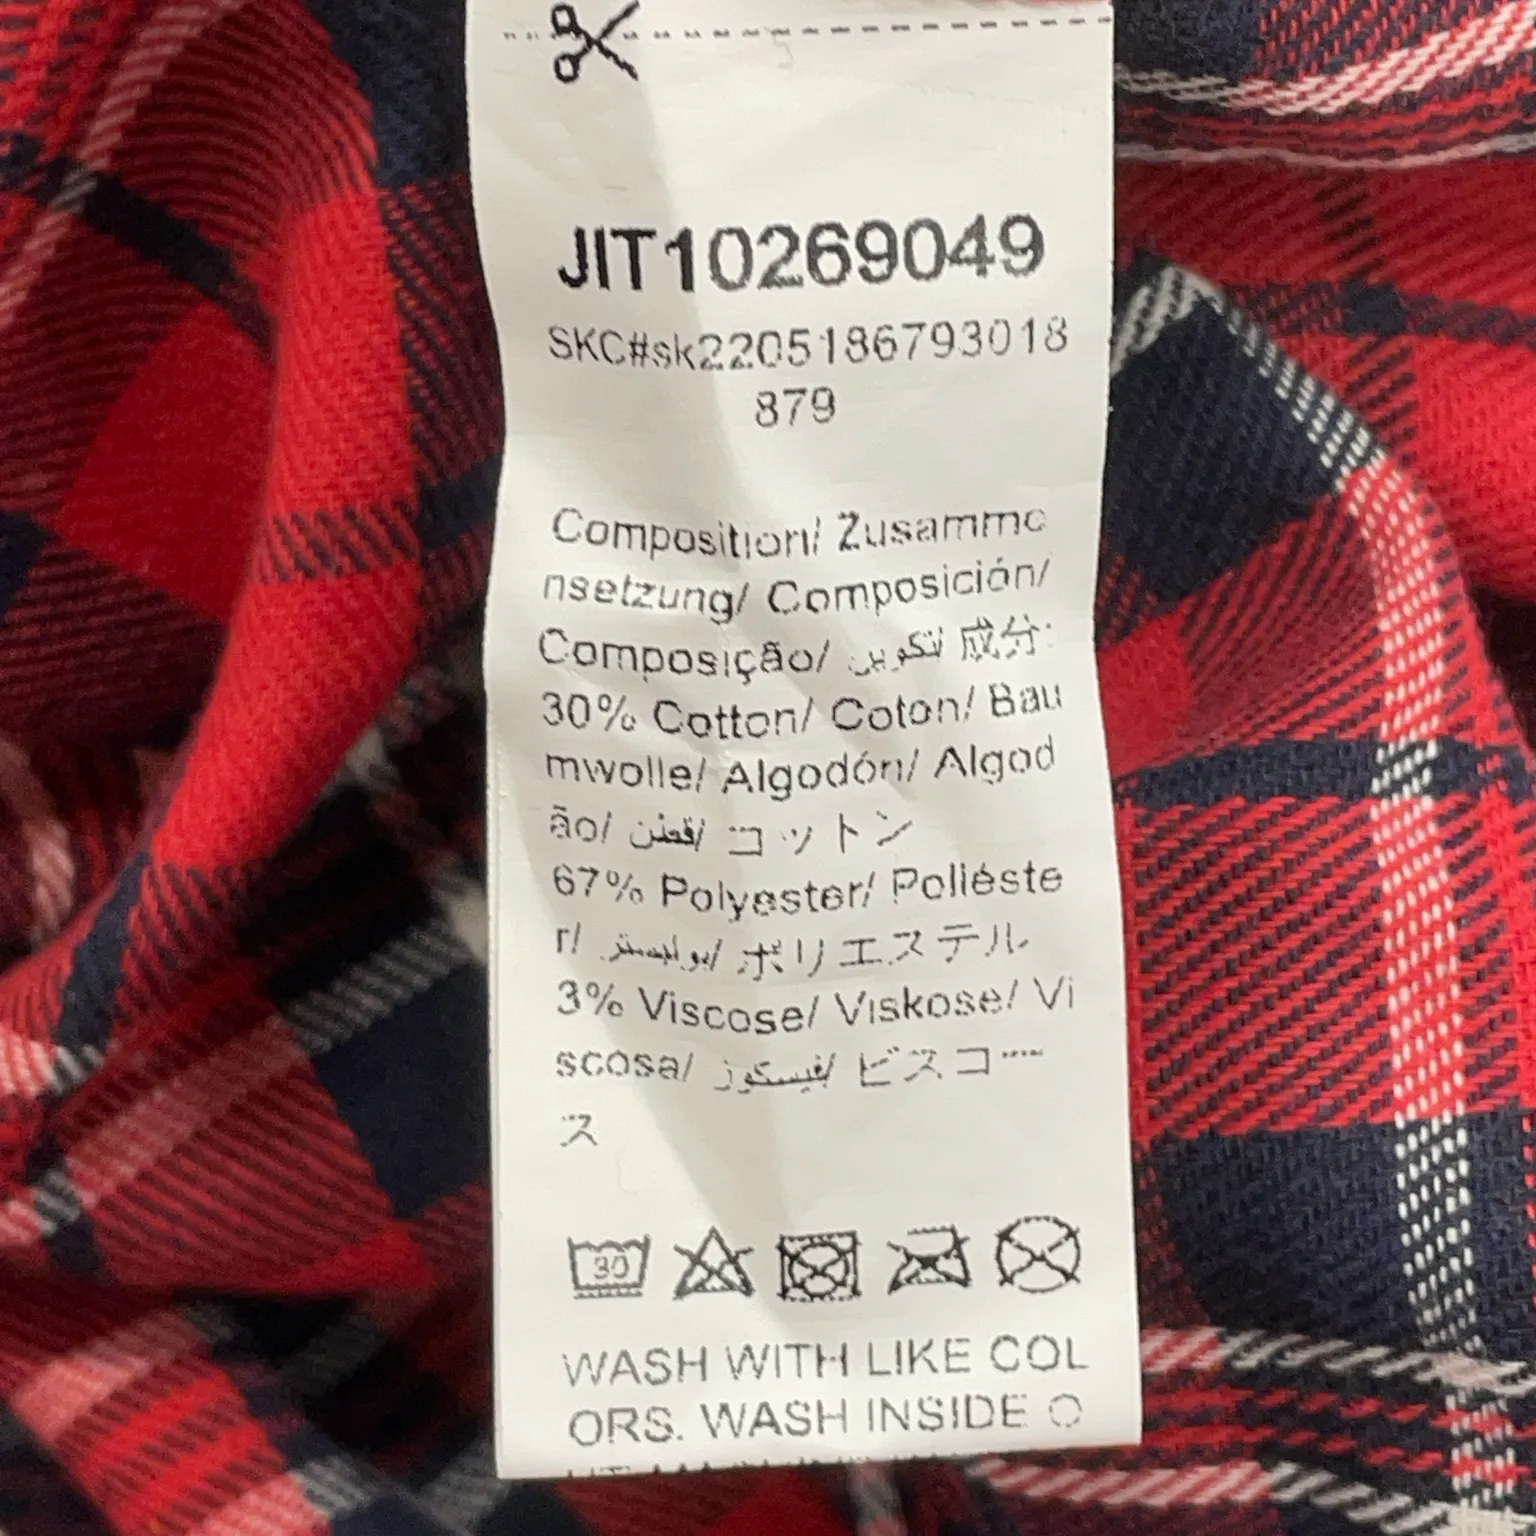 JIT10269049
SKC#sk2205186793018
879
Composition/ Zusamme
nsetzung/ Composición/
Composição/ تكوين 成分:
30% Cotton/ Coton/ Bau
mwolle/ Algodón/ Algod
ão/ قطن/ コットン
67% Polyester/ Poliéste
r/ بوليستر/ ポリエステル
3% Viscose/ Viskose/ Vi
scosa/ فيسكوز/ ビスコー
ス
30
WASH WITH LIKE COL
ORS. WASH INSIDE O